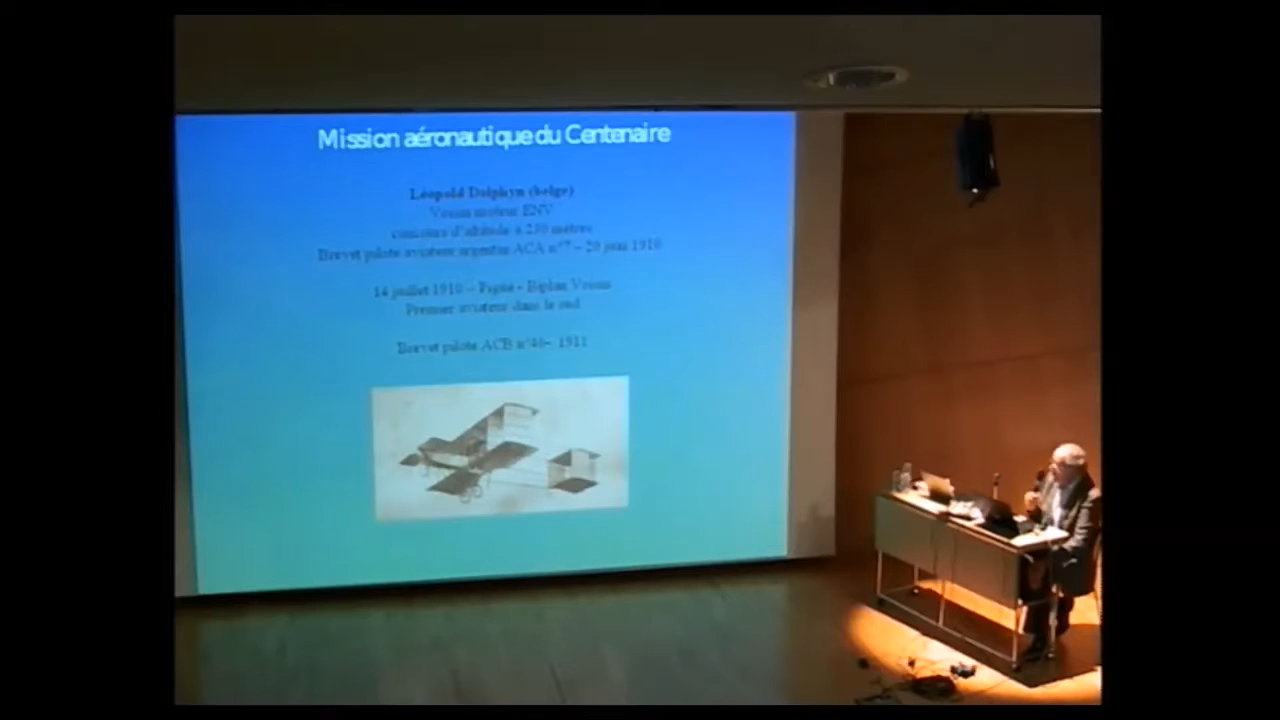 Mission aéronautique du Centenaire
Léopold Delphyn (belge)
Voisin moteur ENV
concours d'altitude à 230 mètres
Brevet pilote aviateur argentin ACA n°7 – 20 juin 1910
14 juillet 1910 – - Biplan Voisin
Premier aviateur dans le sud
Brevet pilote ACB n°46– 1911